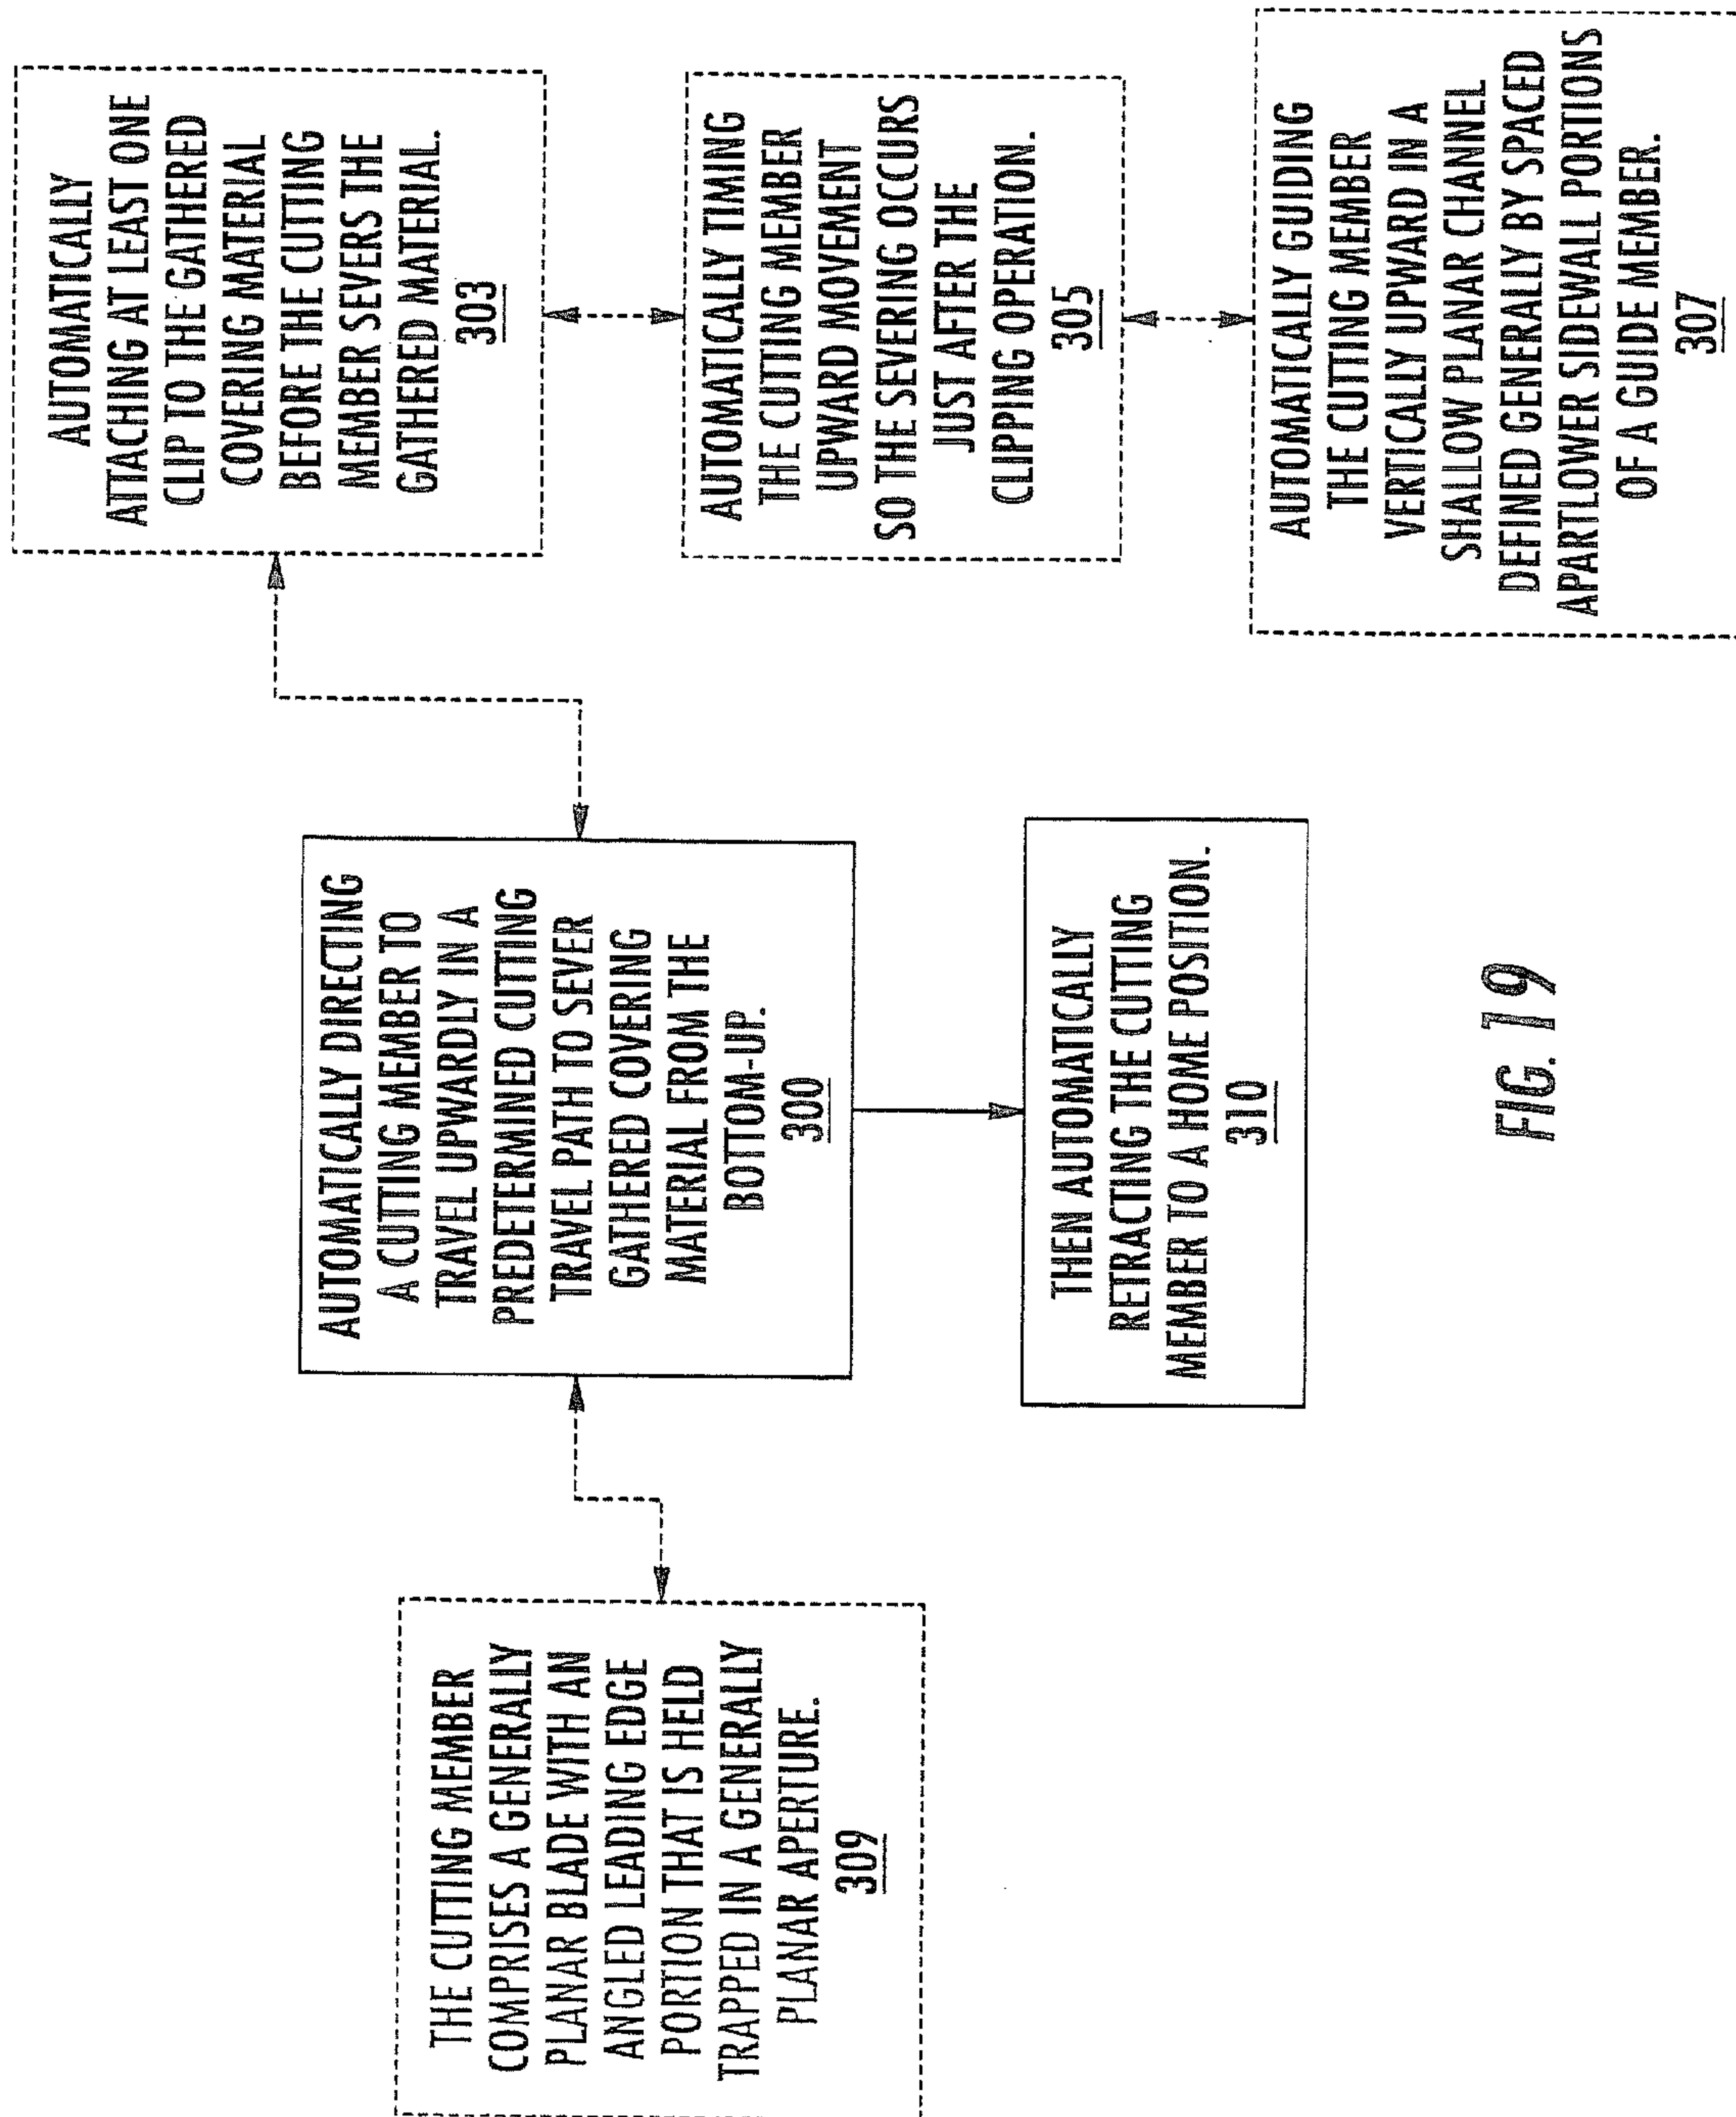 THE CUTTING MEMBER
COMPRISES A GENERALLY
PLANAR BLADE WITH AN
ANGLED LEADING EDGE
PORTION THAT IS HELD
TRAPPED IN A GENERALLY
PLANAR APERTURE.
309
AUTOMATICALLY DIRECTING
A CUTTING MEMBER TO
TRAVEL UPWARDLY IN A
PREDETERMINED CUTTING
TRAVEL PATH TO SEVER
GATHERED COVERING
MATERIAL FROM THE
BOTTOM-UP.
300
THEN AUTOMATICALLY
RETRACTING THE CUTTING
MEMBER TO A HOME POSITION.
310
AUTOMATICALLY
ATTACHING AT LEAST ONE
CLIP TO THE GATHERED
COVERING MATERIAL
BEFORE THE CUTTING
MEMBER SEVERS THE
GATHERED MATERIAL.
303
AUTOMATICALLY TIMING
THE CUTTING MEMBER
UPWARD MOVEMENT
SO THE SEVERING OCCURS
JUST AFTER THE
CLIPPING OPERATION.
305
AUTOMATICALLY GUIDING
THE CUTTING MEMBER
VERTICALLY UPWARD IN A
SHALLOW PLANAR CHANNEL
DEFINED GENERALLY BY SPACED
APARTLOWER SIDEWALL PORTIONS
OF A GUIDE MEMBER.
307
FIG. 19